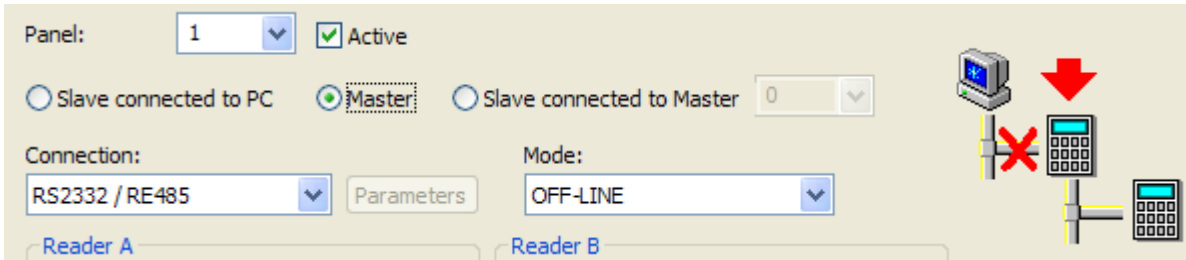 Panel: 1 Active
Slave connected to PC Master Slave connected to Master 0
Connection: Mode:
RS2332 / RE485 Parameters OFF-LINE
Reader A Reader B